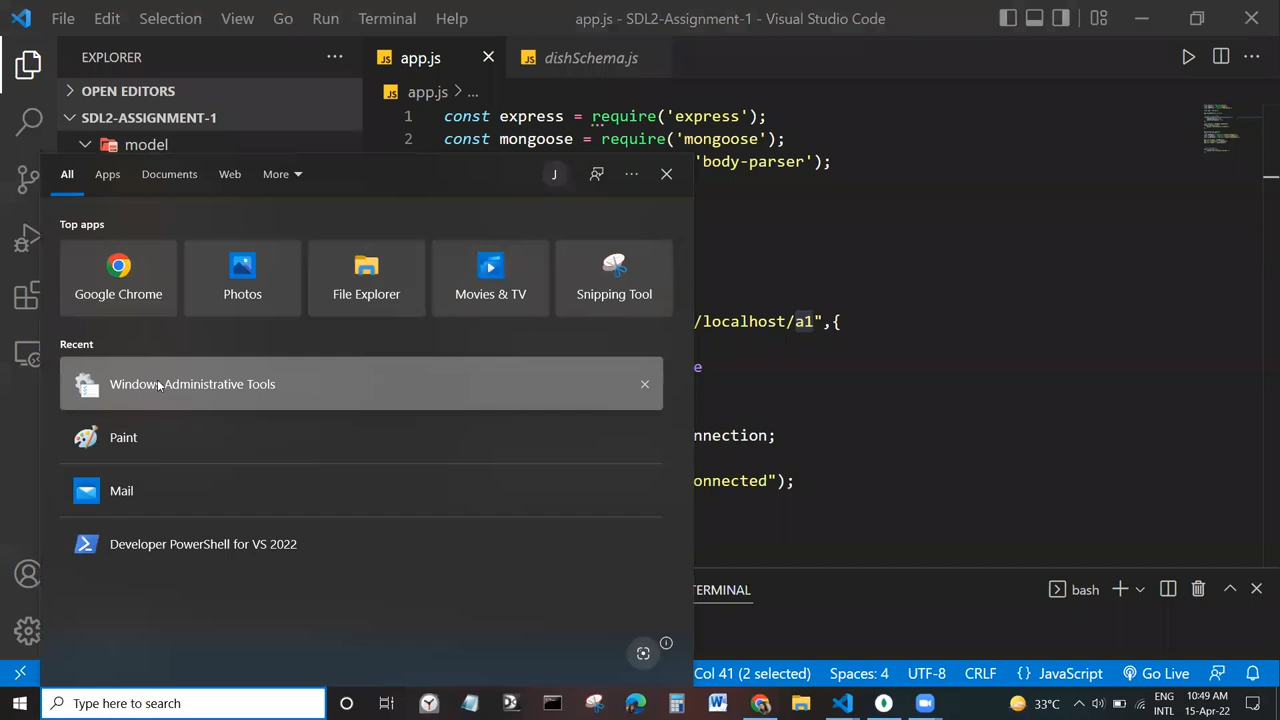 File Edit Selection View Go Run Terminal Help app.js - SDL2-Assignment-1 - Visual Studio Code
EXPLORER
app.js
dishSchema.js
OPEN EDITORS
app.js > ...
SDL2-ASSIGNMENT-1
model
1 const express = require('express');
2 const mongoose = require('mongoose');
'body-parser');
/localhost/a1",{
e
nnection;
onnected");
All Apps Documents Web More
J
Top apps
Google Chrome Photos File Explorer Movies & TV Snipping Tool
Recent
Windows Administrative Tools
Paint
Mail
Developer PowerShell for VS 2022
TERMINAL
bash
Col 41 (2 selected) Spaces: 4 UTF-8 CRLF {} JavaScript Go Live
Type here to search
33°C
ENG
INTL
10:49 AM
15-Apr-22